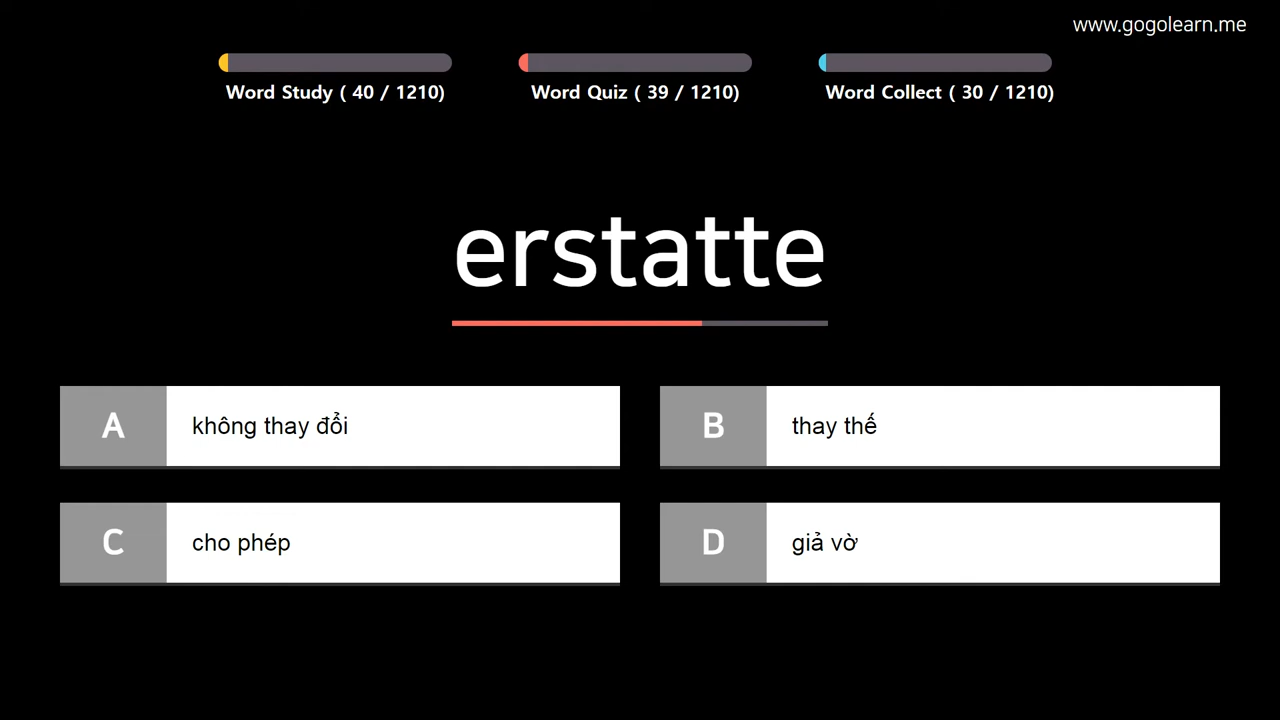 www.gogolearn.me
Word Study ( 40 / 1210)
Word Quiz ( 39 / 1210)
Word Collect ( 30 / 1210)
erstatte
A không thay đổi
B thay thế
C cho phép
D giả vờ